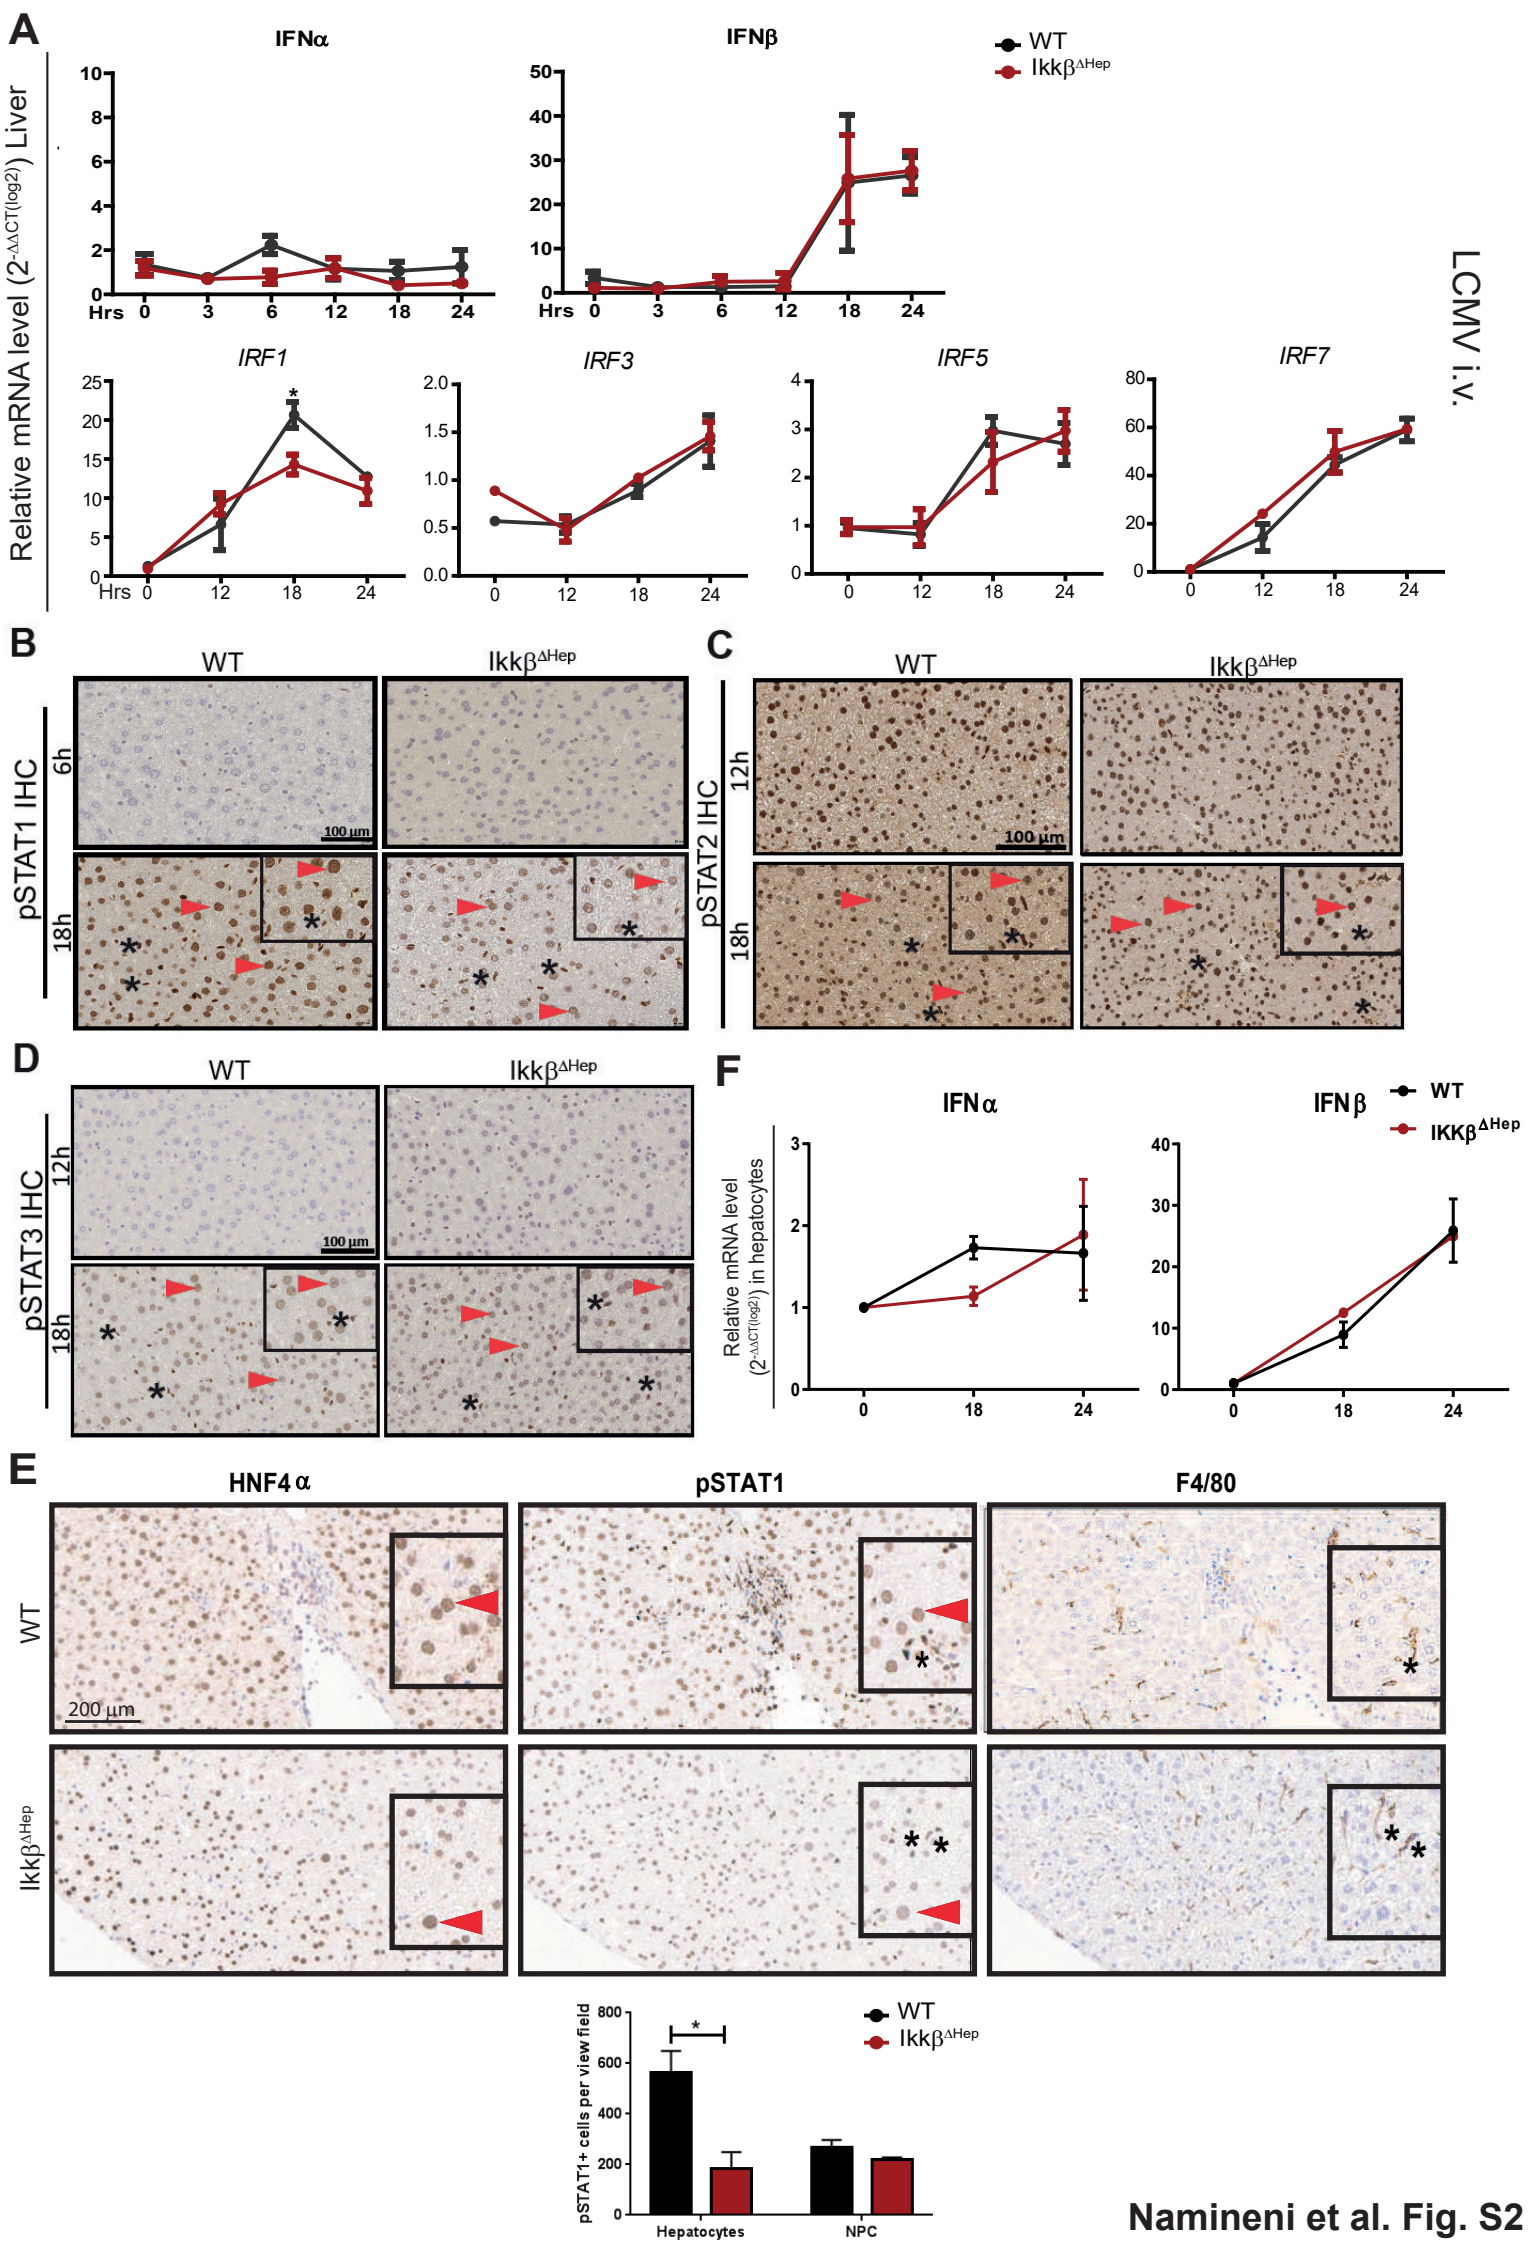 A
IFNα
IFNβ
WT
Ikkβ^ΔHep
Relative mRNA level (2^-ΔΔCT(log2)) Liver
LCMV i.v.
10
8
6
4
2
0
Hrs 0 3 6 12 18 24
50
40
30
20
10
0
Hrs 0 3 6 12 18 24
IRF1
IRF3
IRF5
IRF7
25
20
15
10
5
0
*
Hrs 0 12 18 24
2.0
1.5
1.0
0.5
0.0
0 12 18 24
4
3
2
1
0
0 12 18 24
80
60
40
20
0
0 12 18 24
B
WT
Ikkβ^ΔHep
pSTAT1 IHC
6h
100 μm
18h
* * *
* * *
C
WT
Ikkβ^ΔHep
pSTAT2 IHC
12h
100 μm
18h
* * *
* * *
D
WT
Ikkβ^ΔHep
pSTAT3 IHC
12h
100 μm
18h
* * *
* * *
F
IFNα
IFNβ
WT
IKKβ^ΔHep
Relative mRNA level
(2^-ΔΔCT(log2)) in hepatocytes
3
2
1
0
0 18 24
40
30
20
10
0
0 18 24
E
HNF4α
pSTAT1
F4/80
WT
200 μm
*
*
Ikkβ^ΔHep
* *
* *
pSTAT1+ cells per view field
800
600
400
200
0
*
WT
Ikkβ^ΔHep
Hepatocytes
NPC
Namineni et al. Fig. S2